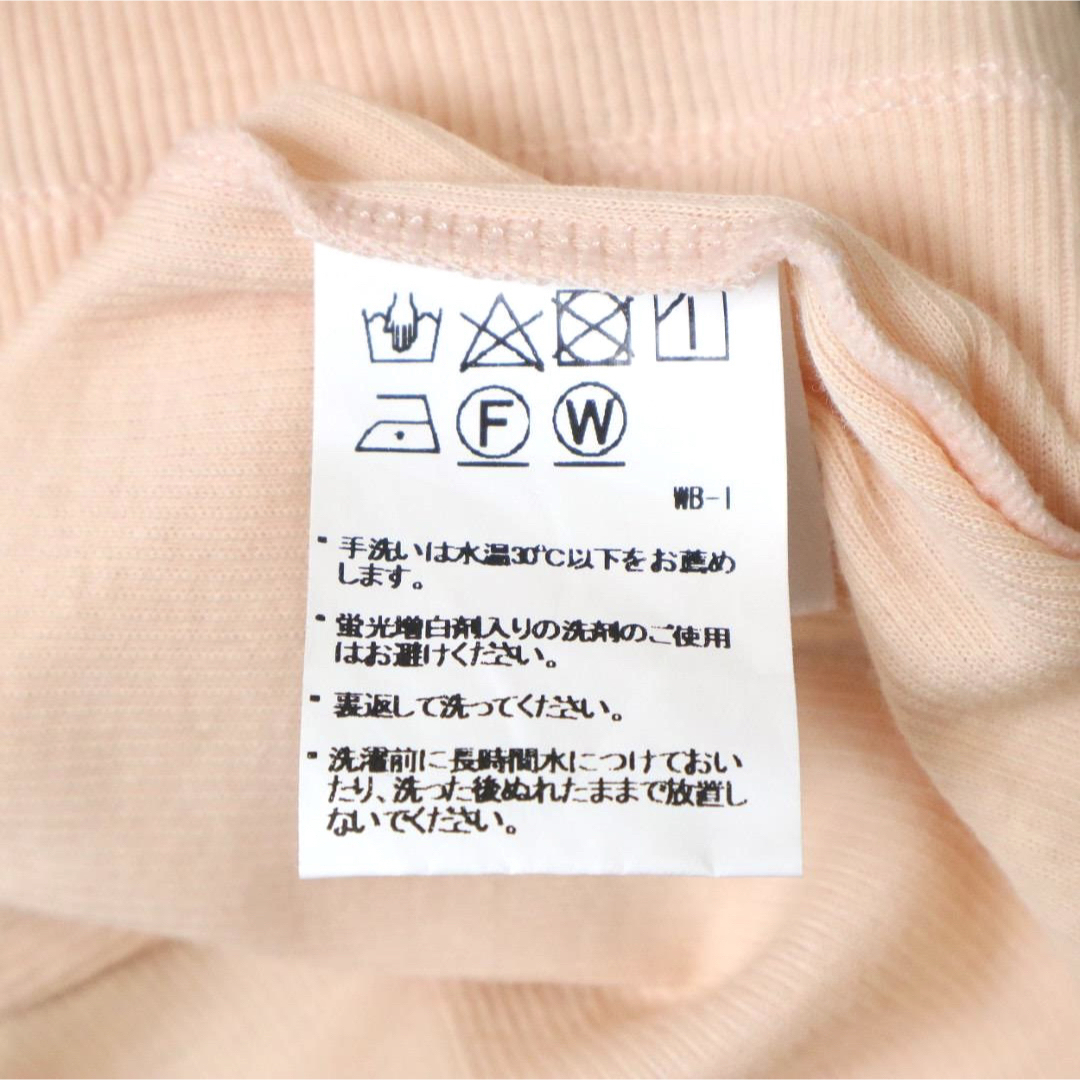 F W
WB-1
・手洗いは水温30℃以下をお薦め
します。
・蛍光増白剤入りの洗剤のご使用
はお避けください。
・裏返して洗ってください。
・洗濯前に長時間水につけておい
たり、洗った後ぬれたままで放置し
ないでください。